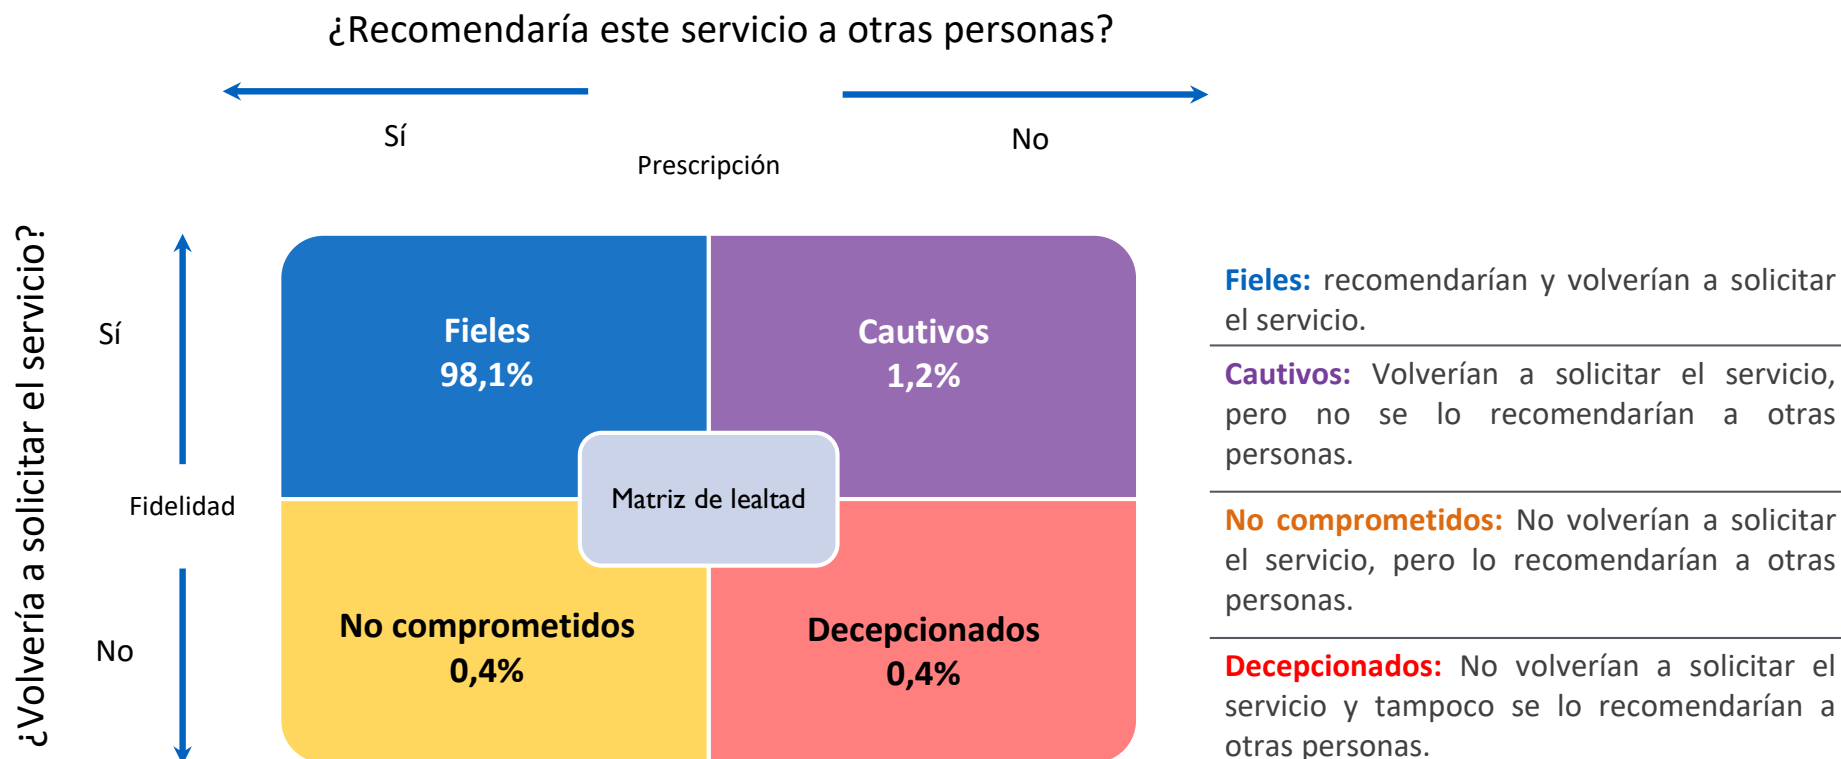 ¿Recomendaría este servicio a otras personas?
Sí
No
Prescripción
¿Volvería a solicitar el servicio?
Sí
Fidelidad
No
Fieles
98,1%
Cautivos
1,2%
Matriz de lealtad
No comprometidos
0,4%
Decepcionados
0,4%
Fieles: recomendarían y volverían a solicitar
el servicio.
Cautivos: Volverían a solicitar el servicio,
pero no se lo recomendarían a otras
personas.
No comprometidos: No volverían a solicitar
el servicio, pero lo recomendarían a otras
personas.
Decepcionados: No volverían a solicitar el
servicio y tampoco se lo recomendarían a
otras personas.